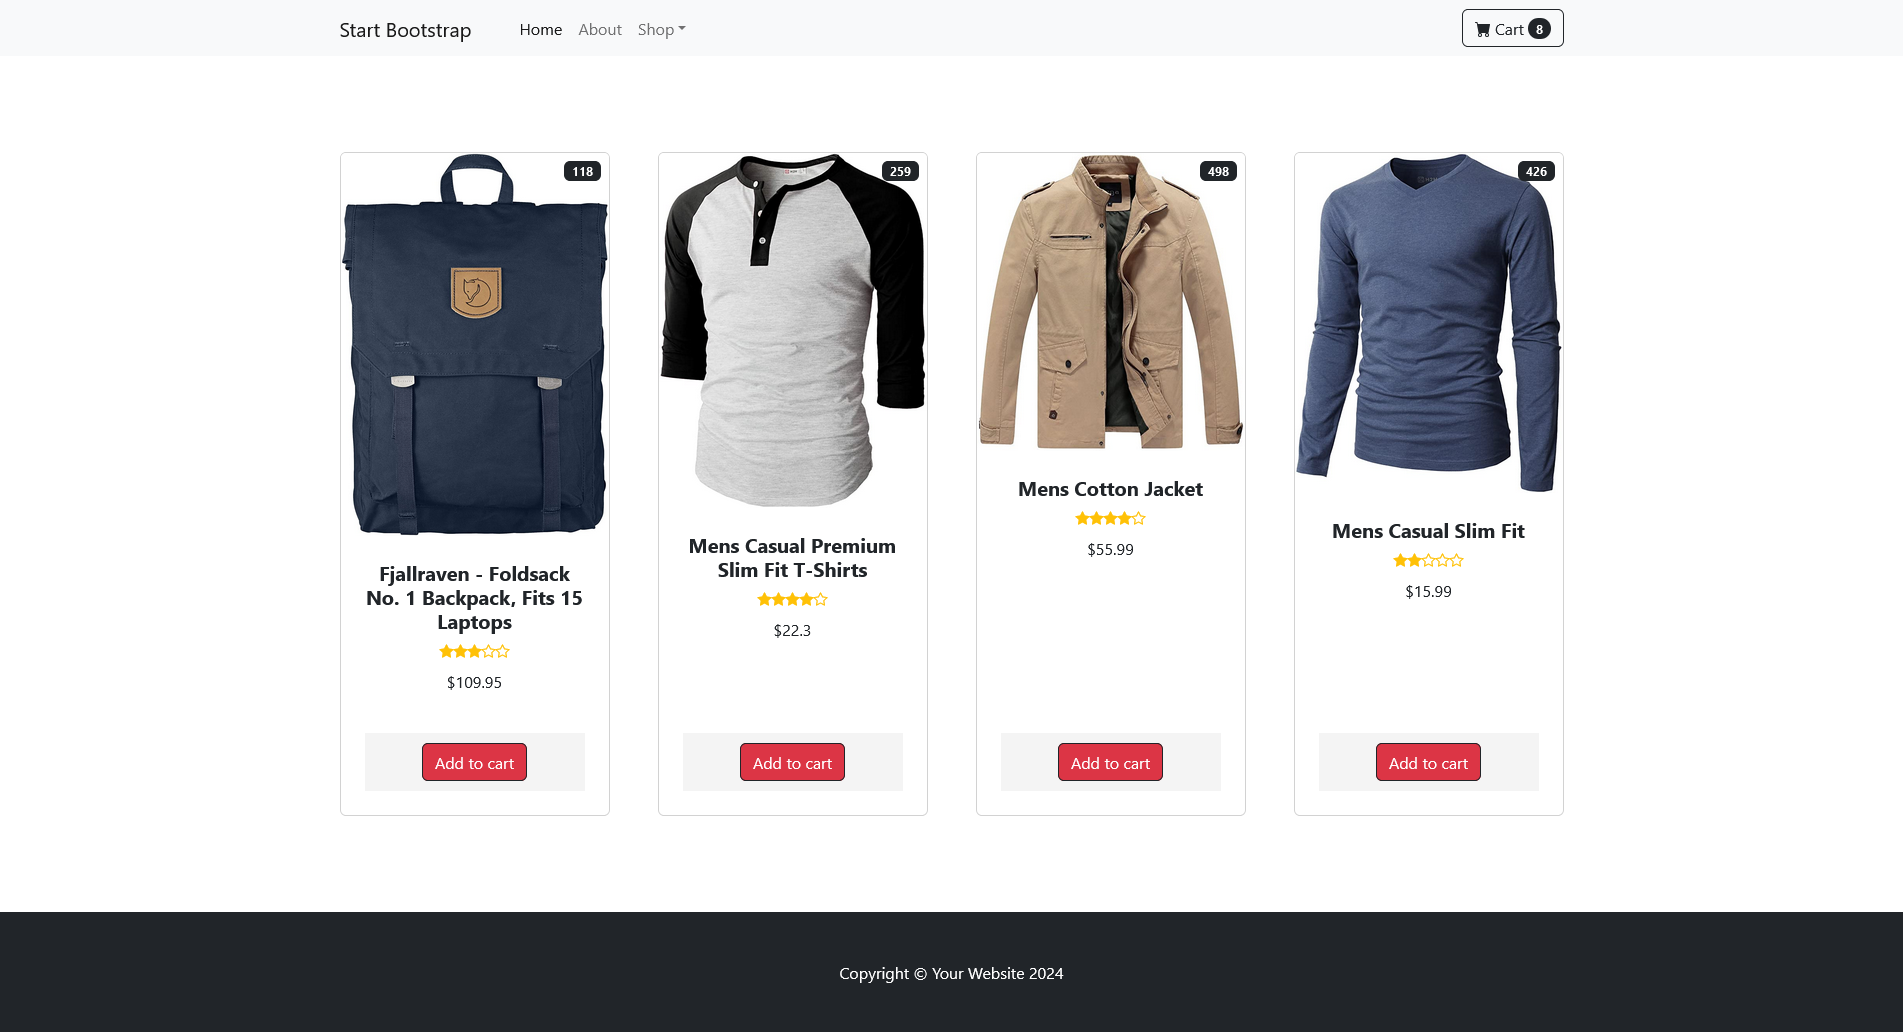 Start Bootstrap
Home
About
Shop
Cart 8
118
Fjallraven - Foldsack
No. 1 Backpack, Fits 15
Laptops
$109.95
Add to cart
259
Mens Casual Premium
Slim Fit T-Shirts
$22.3
Add to cart
498
Mens Cotton Jacket
$55.99
Add to cart
426
Mens Casual Slim Fit
$15.99
Add to cart
Copyright © Your Website 2024